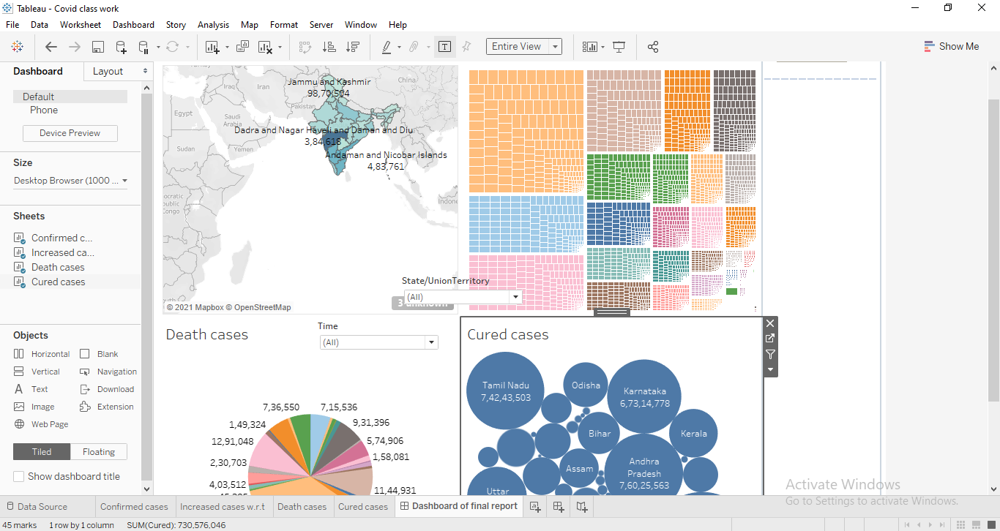 Tableau - Covid class work
File Data Worksheet Dashboard Story Analysis Map Format Server Window Help
Entire View
Show Me
Dashboard Layout
Default
Phone
Device Preview
Size
Desktop Browser (1000 ...
Sheets
Confirmed c...
Increased ca...
Death cases
Cured cases
Objects
Horizontal Blank
Vertical Navigation
Text Download
Image Extension
Web Page
Tiled Floating
Show dashboard title
Iraq
Iran
China
Egypt
Saudi
Arabia
Pakistan
Sudan
Yemen
Jammu and Kashmir
98,70,504
Dadra and Nagar Haveli and Daman and Diu
3,84,618
Andaman and Nicobar Islands
4,83,761
ocratic
ublic
Congo
Indone
© 2021 Mapbox © OpenStreetMap
3 unknown
State/UnionTerritory
(All)
Death cases
Time
(All)
7,36,550
7,15,536
1,49,324
9,31,396
12,91,048
5,74,906
2,30,703
1,58,081
4,03,512
11,44,931
Cured cases
Tamil Nadu
7,42,43,503
Odisha
Karnataka
6,73,14,778
Bihar
Kerala
Assam
Andhra
Pradesh
7,60,25,563
Uttar
Activate Windows
Go to Settings to activate Windows.
Data Source Confirmed cases Increased cases w.r.t Death cases Cured cases Dashboard of final report
45 marks 1 row by 1 column SUM(Cured): 730,576,046